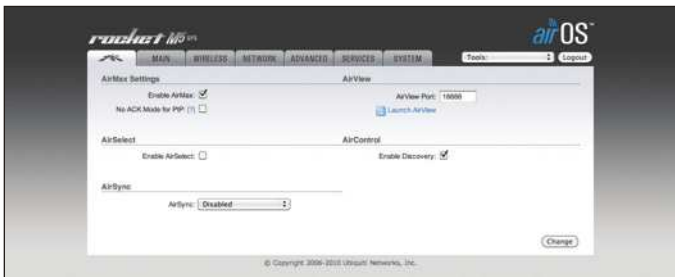 rocket M5 GPS
airOS™
MAIN WIRELESS NETWORK ADVANCED SERVICES SYSTEM Tools: Logout
AirMax Settings
Enable AirMax:
No ACK Mode for PtP: [?]
AirView
AirView Port: 18888
Launch AirView
AirSelect
Enable AirSelect:
AirControl
Enable Discovery:
AirSync
AirSync: Disabled
Change
© Copyright 2006-2010 Ubiquiti Networks, Inc.